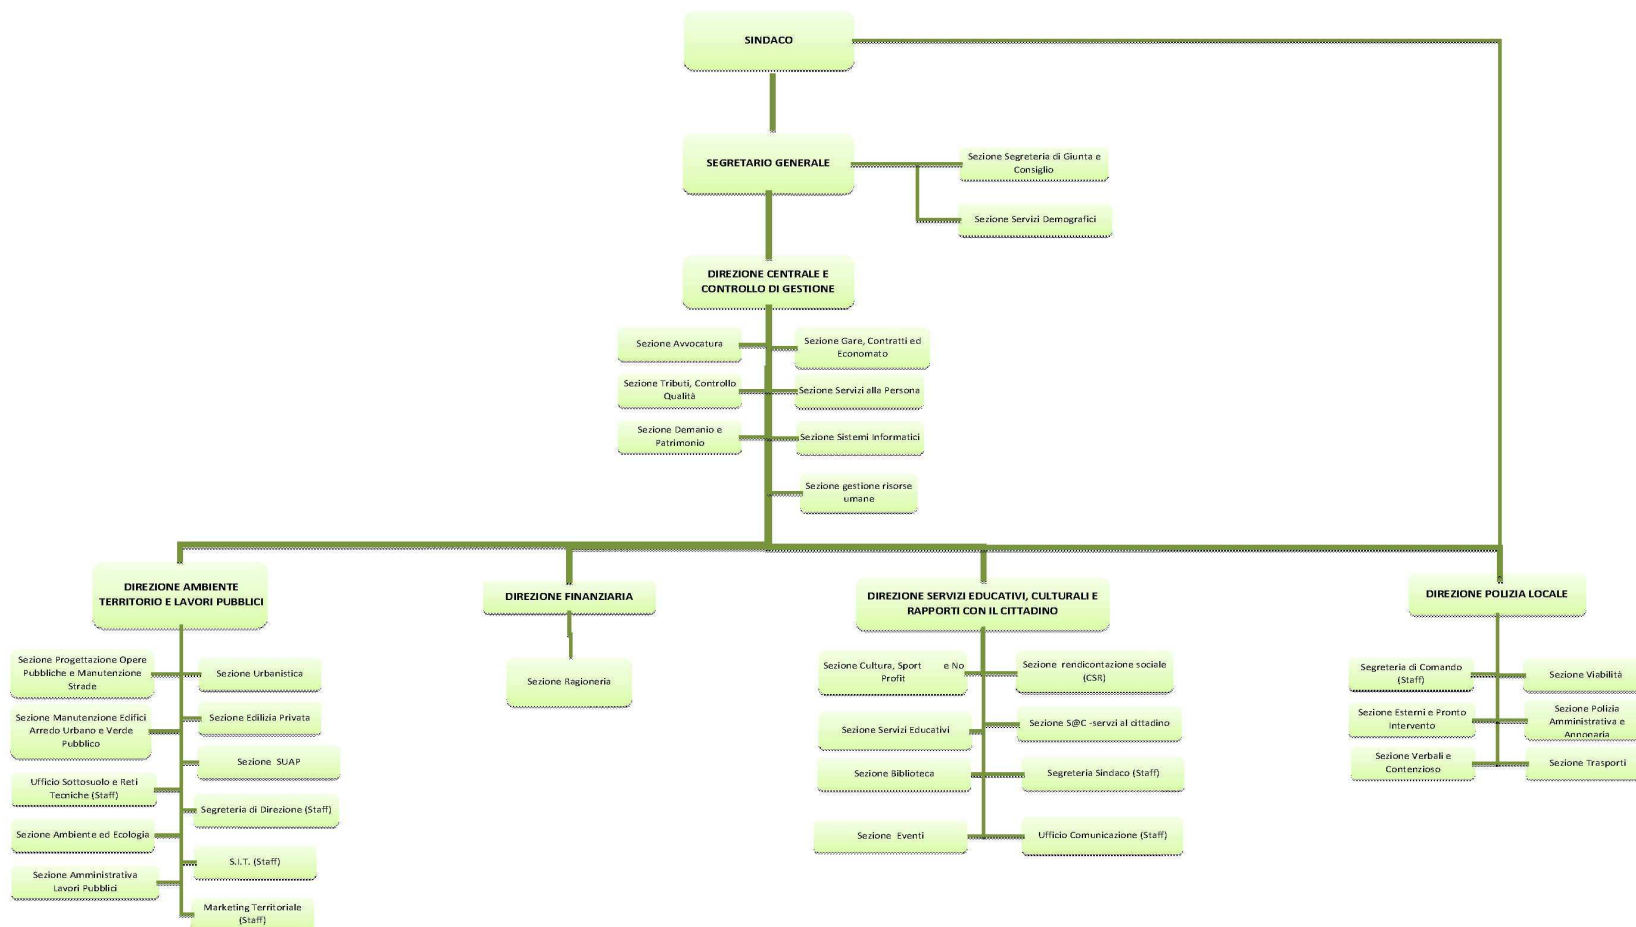 SINDACO
SEGRETARIO GENERALE
Sezione Segreteria di Giunta e
Consiglio
Sezione Servizi Demografici
DIREZIONE CENTRALE E
CONTROLLO DI GESTIONE
Sezione Avvocatura
Sezione Gare, Contratti ed
Economato
Sezione Tributi, Controllo
Qualità
Sezione Servizi alla Persona
Sezione Demanio e
Patrimonio
Sezione Sistemi Informatici
Sezione gestione risorse
umane
DIREZIONE AMBIENTE
TERRITORIO E LAVORI PUBBLICI
Sezione Progettazione Opere
Pubbliche e Manutenzione
Strade
Sezione Urbanistica
Sezione Manutenzione Edifici
Arredo Urbano e Verde
Pubblico
Sezione Edilizia Privata
Sezione SUAP
Ufficio Sottosuolo e Reti
Tecniche (Staff)
Segreteria di Direzione (Staff)
Sezione Ambiente ed Ecologia
S.I.T. (Staff)
Sezione Amministrativa
Lavori Pubblici
Marketing Territoriale
(Staff)
DIREZIONE FINANZIARIA
Sezione Ragioneria
DIREZIONE SERVIZI EDUCATIVI, CULTURALI E
RAPPORTI CON IL CITTADINO
Sezione Cultura, Sport e No
Profit
Sezione rendicontazione sociale
(CSR)
Sezione Servizi Educativi
Sezione S@C -servzi al cittadino
Sezione Biblioteca
Segreteria Sindaco (Staff)
Sezione Eventi
Ufficio Comunicazione (Staff)
DIREZIONE POLIZIA LOCALE
Segreteria di Comando
(Staff)
Sezione Viabilità
Sezione Esterni e Pronto
Intervento
Sezione Polizia
Amministrativa e
Annonaria
Sezione Verbali e
Contenzioso
Sezione Trasporti